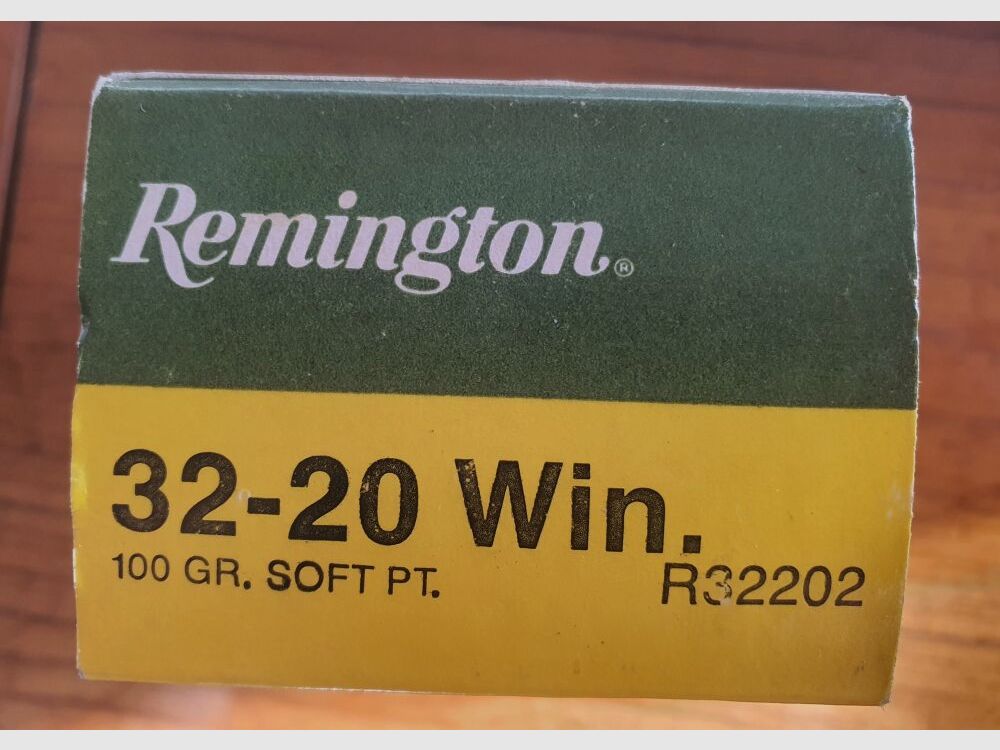 Remington®
32-20 Win.
100 GR. SOFT PT. R32202